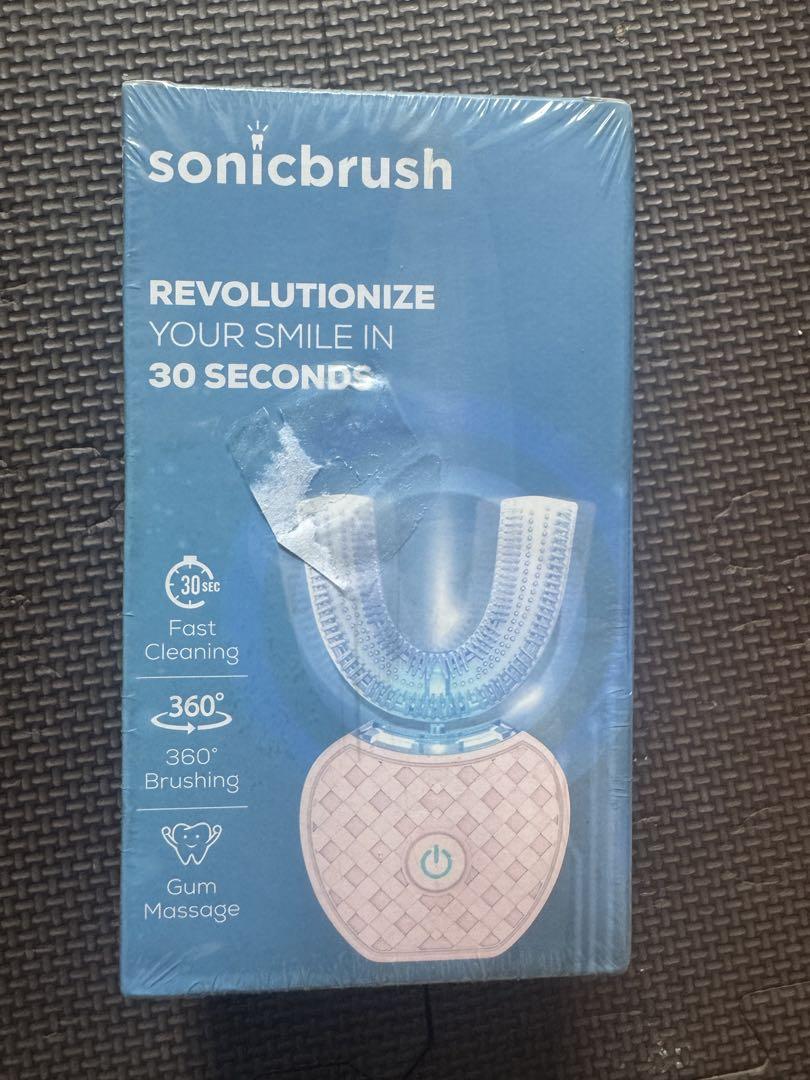 sonicbrush
REVOLUTIONIZE
YOUR SMILE IN
30 SECONDS
30 SEC
Fast
Cleaning
360°
360°
Brushing
Gum
Massage